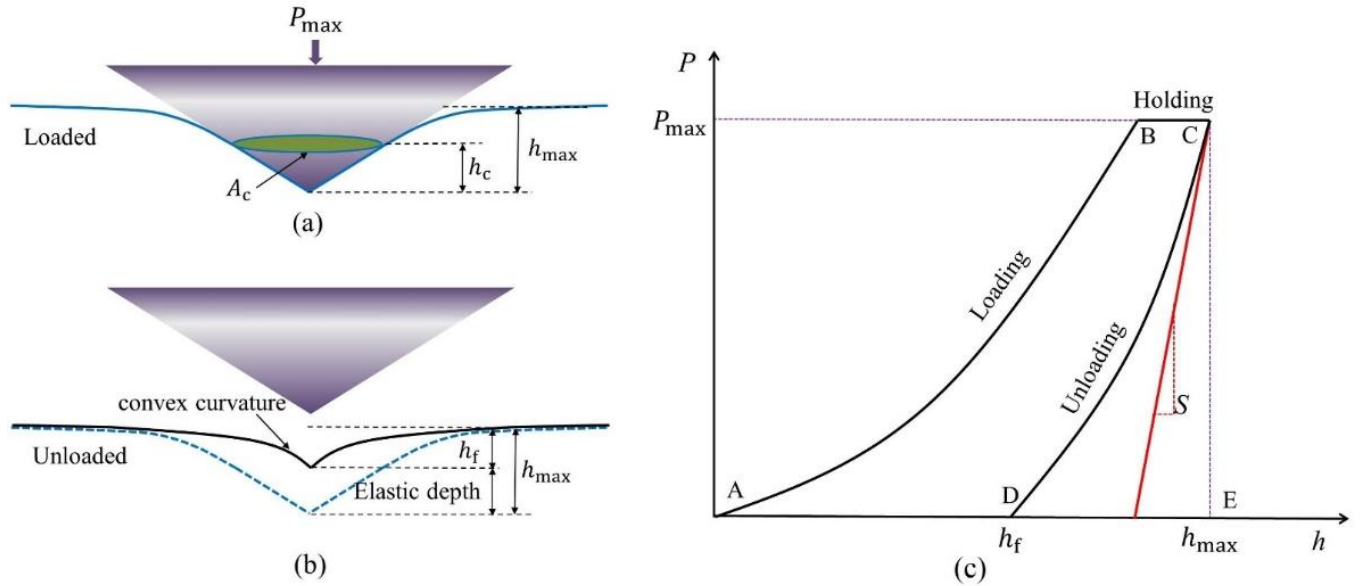 P_max
Loaded
h_max
h_c
A_c
(a)
convex curvature
Unloaded
h_f
h_max
Elastic depth
(b)
P
Holding
P_max
B
C
Loading
Unloading
S
A
D
E
h_f
h_max
h
(c)